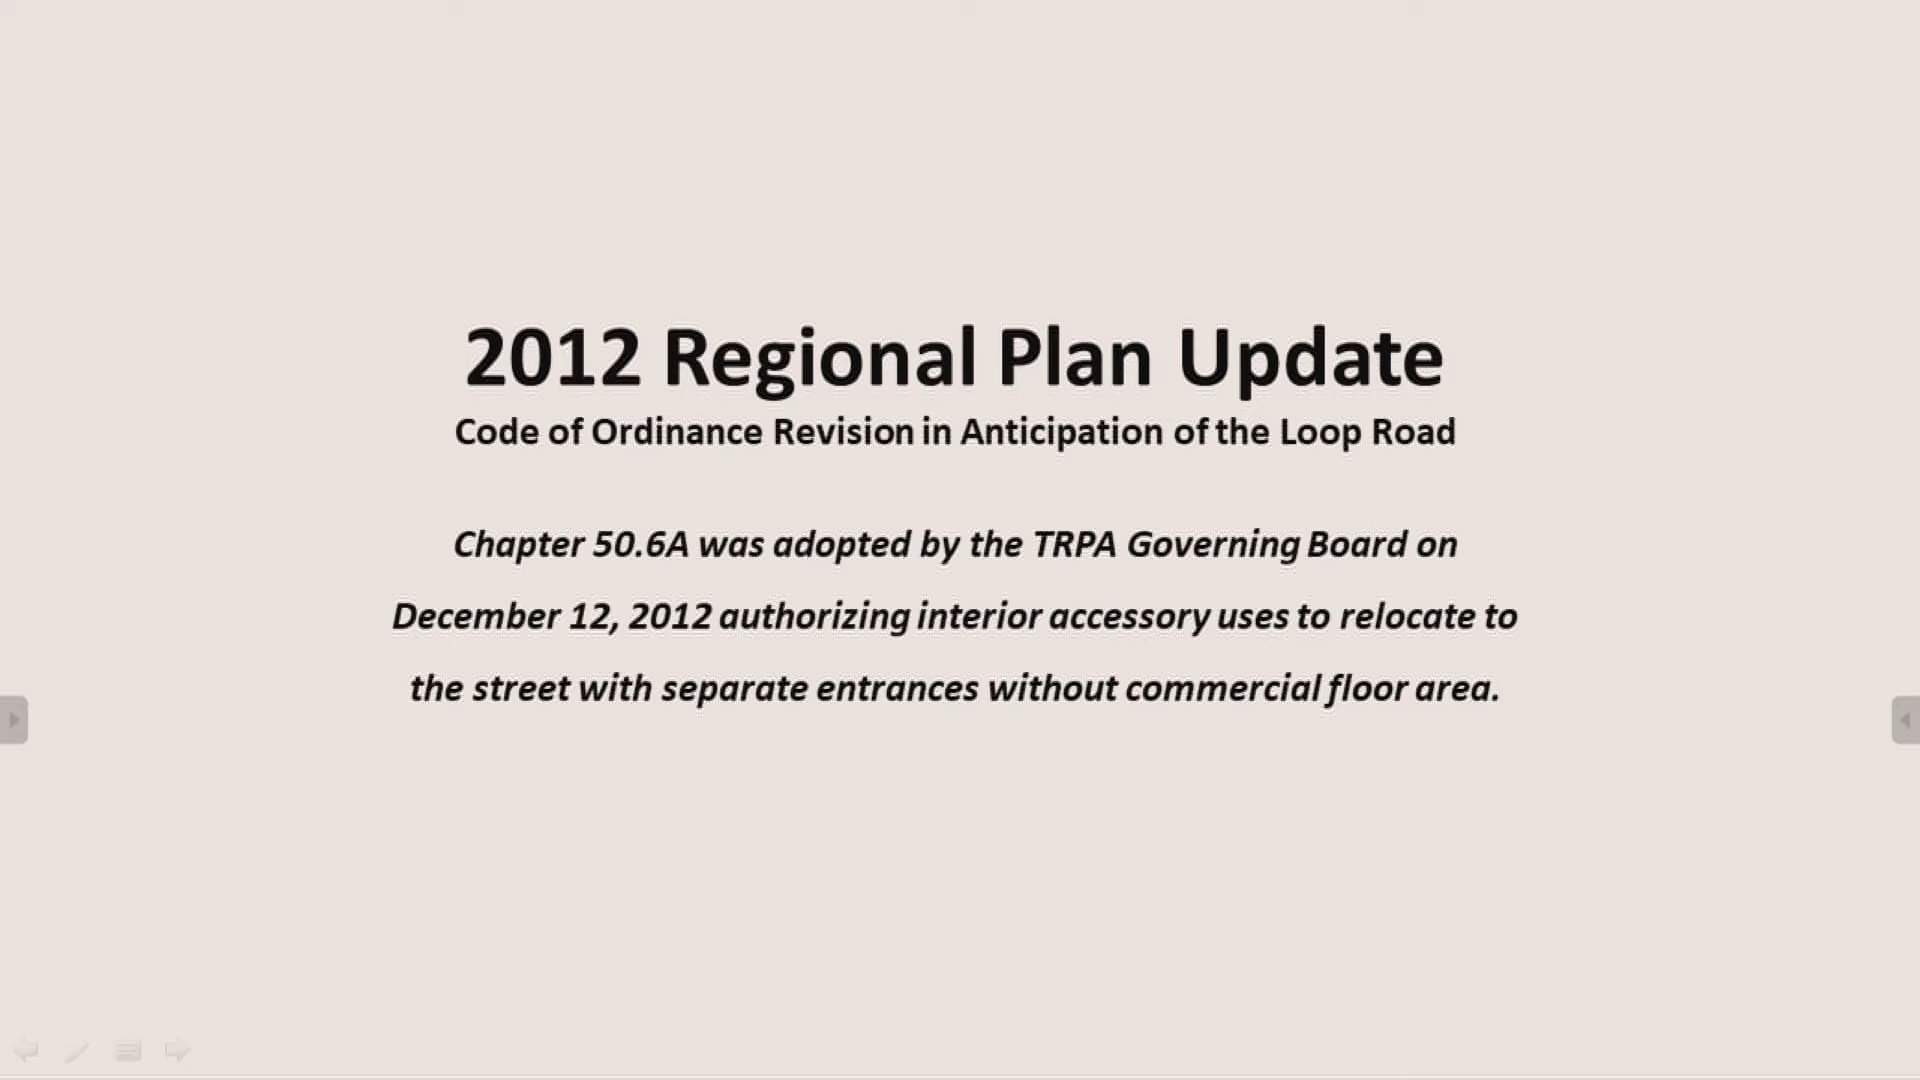 2012 Regional Plan Update
Code of Ordinance Revision in Anticipation of the Loop Road
Chapter 50.6A was adopted by the TRPA Governing Board on
December 12, 2012 authorizing interior accessory uses to relocate to
the street with separate entrances without commercial floor area.